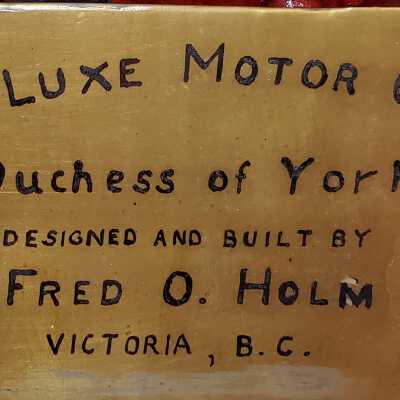 LUXE MOTOR
Duchess of York
DESIGNED AND BUILT BY
FRED O. HOLM
VICTORIA, B.C.